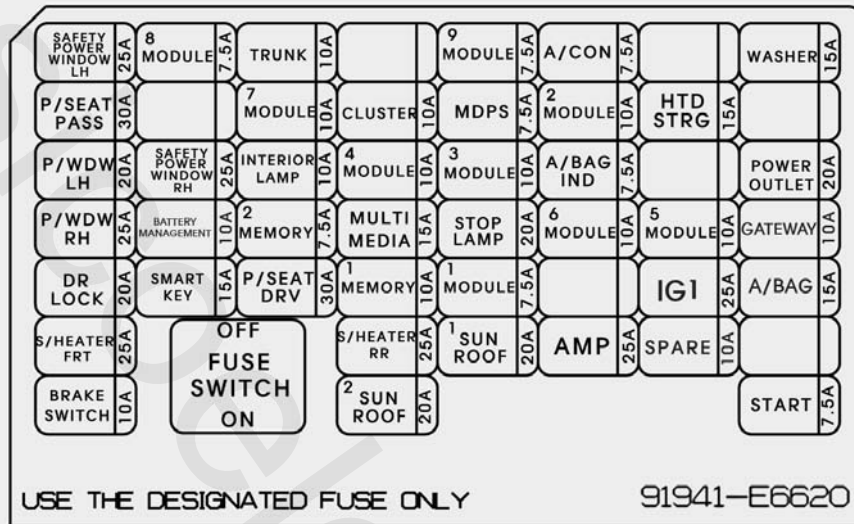 SAFETY POWER WINDOW LH 25A
8 MODULE 7.5A
TRUNK 10A
9 MODULE 7.5A
A/CON 7.5A
WASHER 15A
P/SEAT PASS 30A
7 MODULE 10A
CLUSTER 10A
MDPS 7.5A
2 MODULE 10A
HTD STRG 15A
P/WDW LH 20A
SAFETY POWER WINDOW RH 25A
INTERIOR LAMP 10A
4 MODULE 10A
3 MODULE 10A
A/BAG IND 7.5A
POWER OUTLET 20A
P/WDW RH 25A
BATTERY MANAGEMENT 10A
2 MEMORY 7.5A
MULTI MEDIA 15A
STOP LAMP 20A
6 MODULE 10A
5 MODULE 10A
GATEWAY 10A
DR LOCK 20A
SMART KEY 15A
P/SEAT DRV 30A
1 MEMORY 10A
1 MODULE 7.5A
IG1 25A
A/BAG 15A
S/HEATER FRT 25A
OFF
FUSE
SWITCH
ON
S/HEATER RR 25A
1 SUN ROOF 20A
AMP 25A
SPARE 10A
BRAKE SWITCH 10A
2 SUN ROOF 20A
START 7.5A
USE THE DESIGNATED FUSE ONLY
91941-E6620